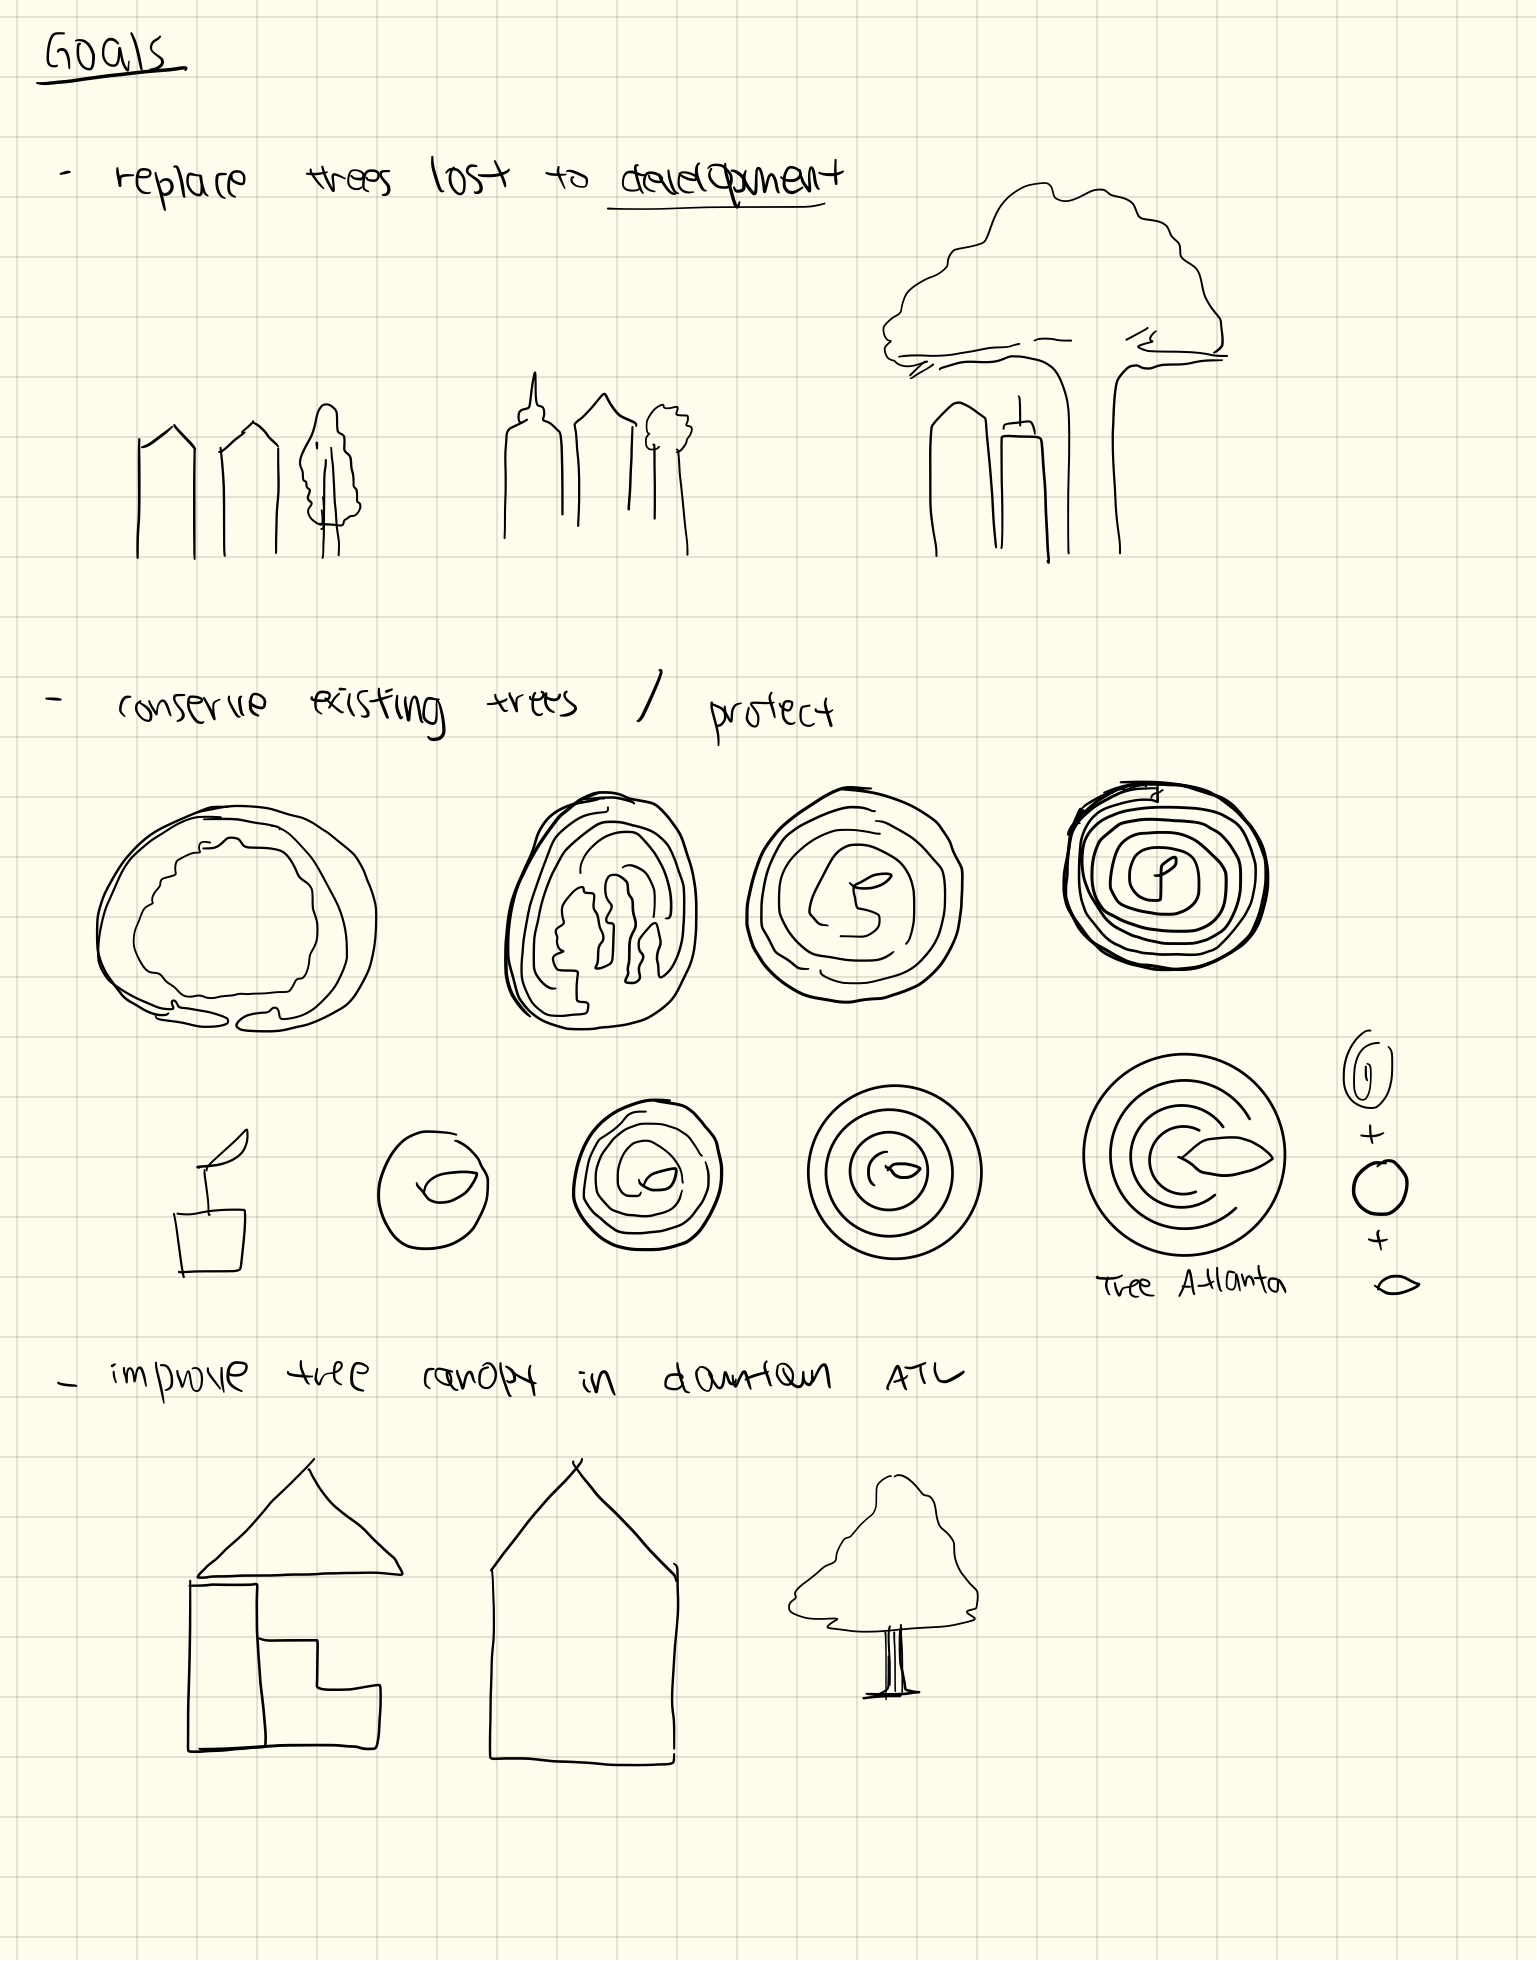 Goals
- replace trees lost to development
- conserve existing trees / protect
+
+
Tree Atlanta
- improve tree canopy in downtown ATL